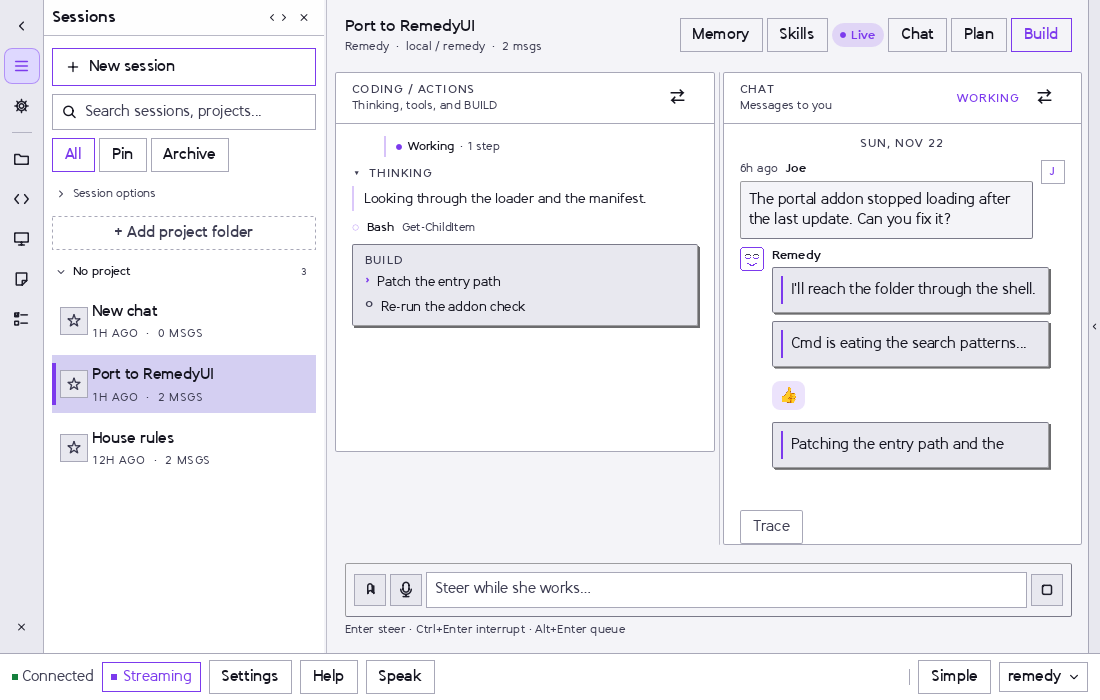 Sessions
New session
Search sessions, projects...
All
Pin
Archive
Session options
+ Add project folder
No project
3
New chat
1H AGO · 0 MSGS
Port to RemedyUI
1H AGO · 2 MSGS
House rules
12H AGO · 2 MSGS
Port to RemedyUI
Remedy · local / remedy · 2 msgs
Memory
Skills
Live
Chat
Plan
Build
CODING / ACTIONS
Thinking, tools, and BUILD
Working · 1 step
THINKING
Looking through the loader and the manifest.
Bash Get-ChildItem
BUILD
Patch the entry path
Re-run the addon check
CHAT
Messages to you
WORKING
SUN, NOV 22
6h ago Joe
J
The portal addon stopped loading after
the last update. Can you fix it?
Remedy
I'll reach the folder through the shell.
Cmd is eating the search patterns...
Patching the entry path and the
Trace
Steer while she works...
Enter steer · Ctrl+Enter interrupt · Alt+Enter queue
Connected
Streaming
Settings
Help
Speak
Simple
remedy